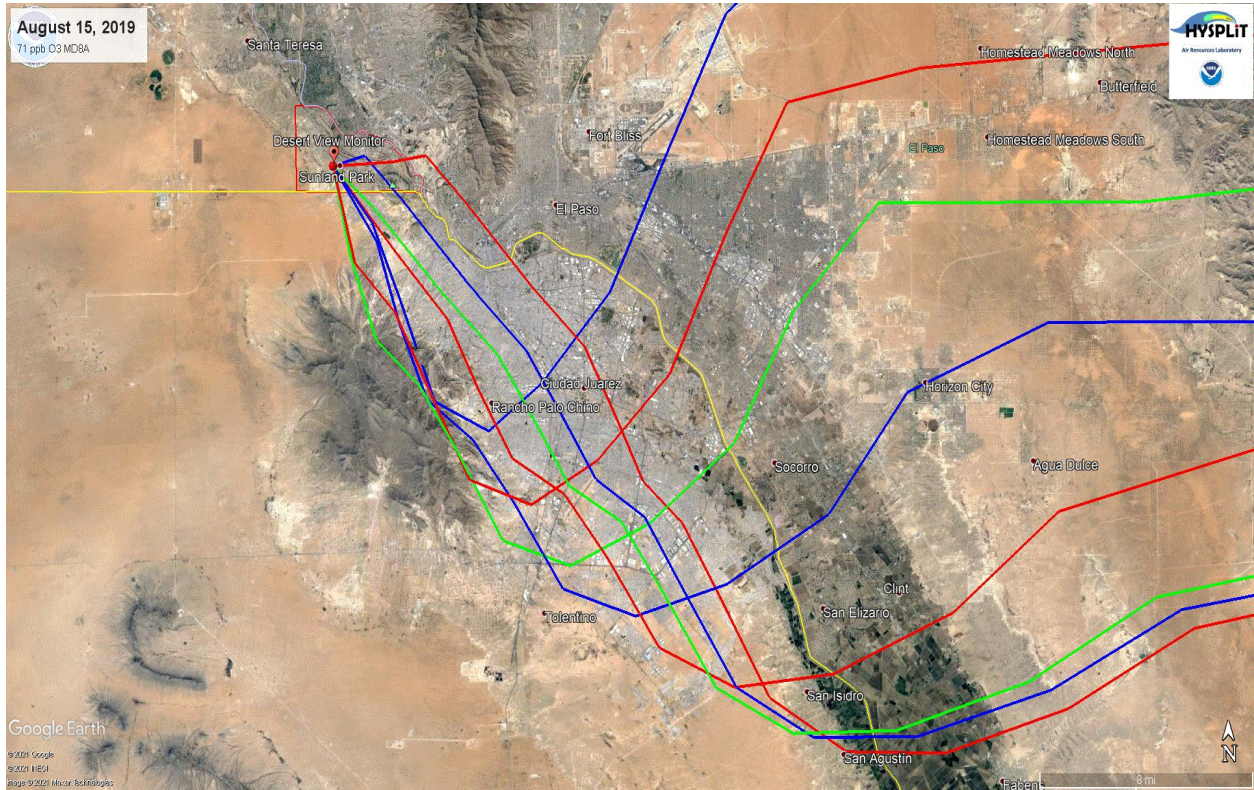 August 15, 2019
71 ppb O3 MD8A
HYSPLIT
Air Resources Laboratory
NOAA
Santa Teresa
Homestead Meadows North
Butterfield
Desert View Monitor
Fort Bliss
Homestead Meadows South
El Paso
Sunland Park
El Paso
Ciudad Juarez
Horizon City
Rancho Palo Chino
Socorro
Agua Dulce
Clint
Tolentino
San Elizario
San Isidro
Google Earth
© 2021 Google
© 2021 INEGI
Image © 2021 Maxar Technologies
San Agustín
N
Fabens
8 mi